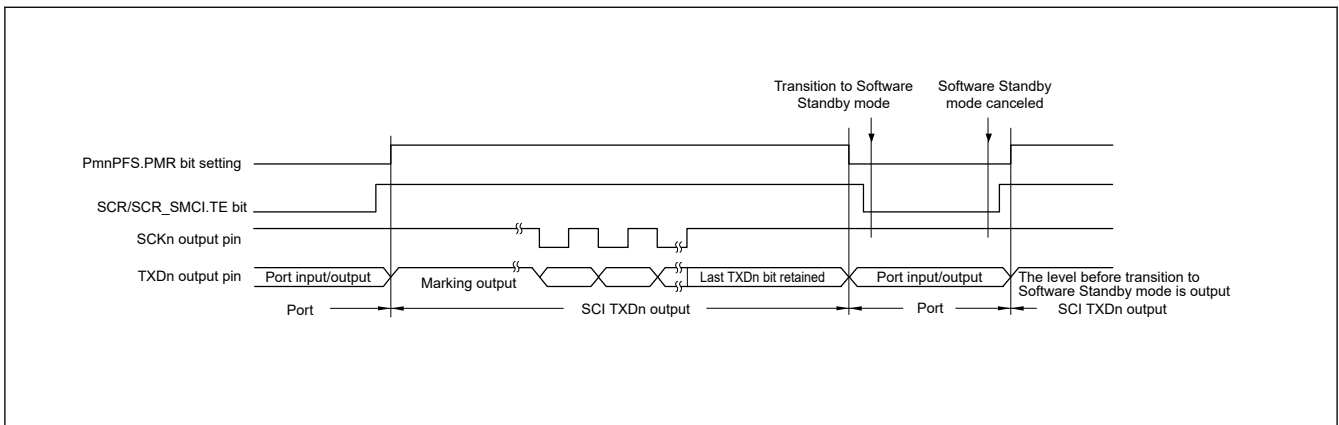 Transition to Software
Standby mode
Software Standby
mode canceled
PmnPFS.PMR bit setting
SCR/SCR_SMCI.TE bit
SCKn output pin
TXDn output pin
Port input/output
Marking output
Last TXDn bit retained
Port input/output
The level before transition to
Software Standby mode is output
Port
SCI TXDn output
Port
SCI TXDn output